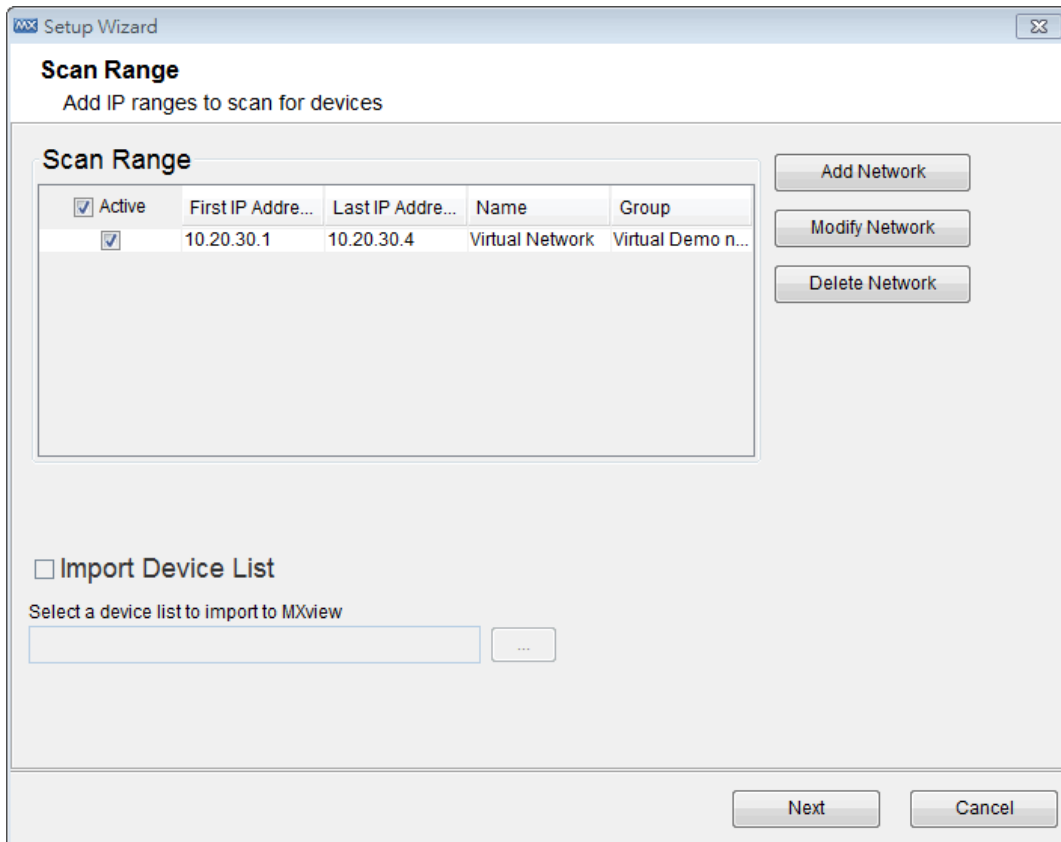 MX Setup Wizard
Scan Range
Add IP ranges to scan for devices
Scan Range
Active First IP Addre... Last IP Addre... Name Group
10.20.30.1 10.20.30.4 Virtual Network Virtual Demo n...
Add Network
Modify Network
Delete Network
Import Device List
Select a device list to import to MXview
...
Next Cancel